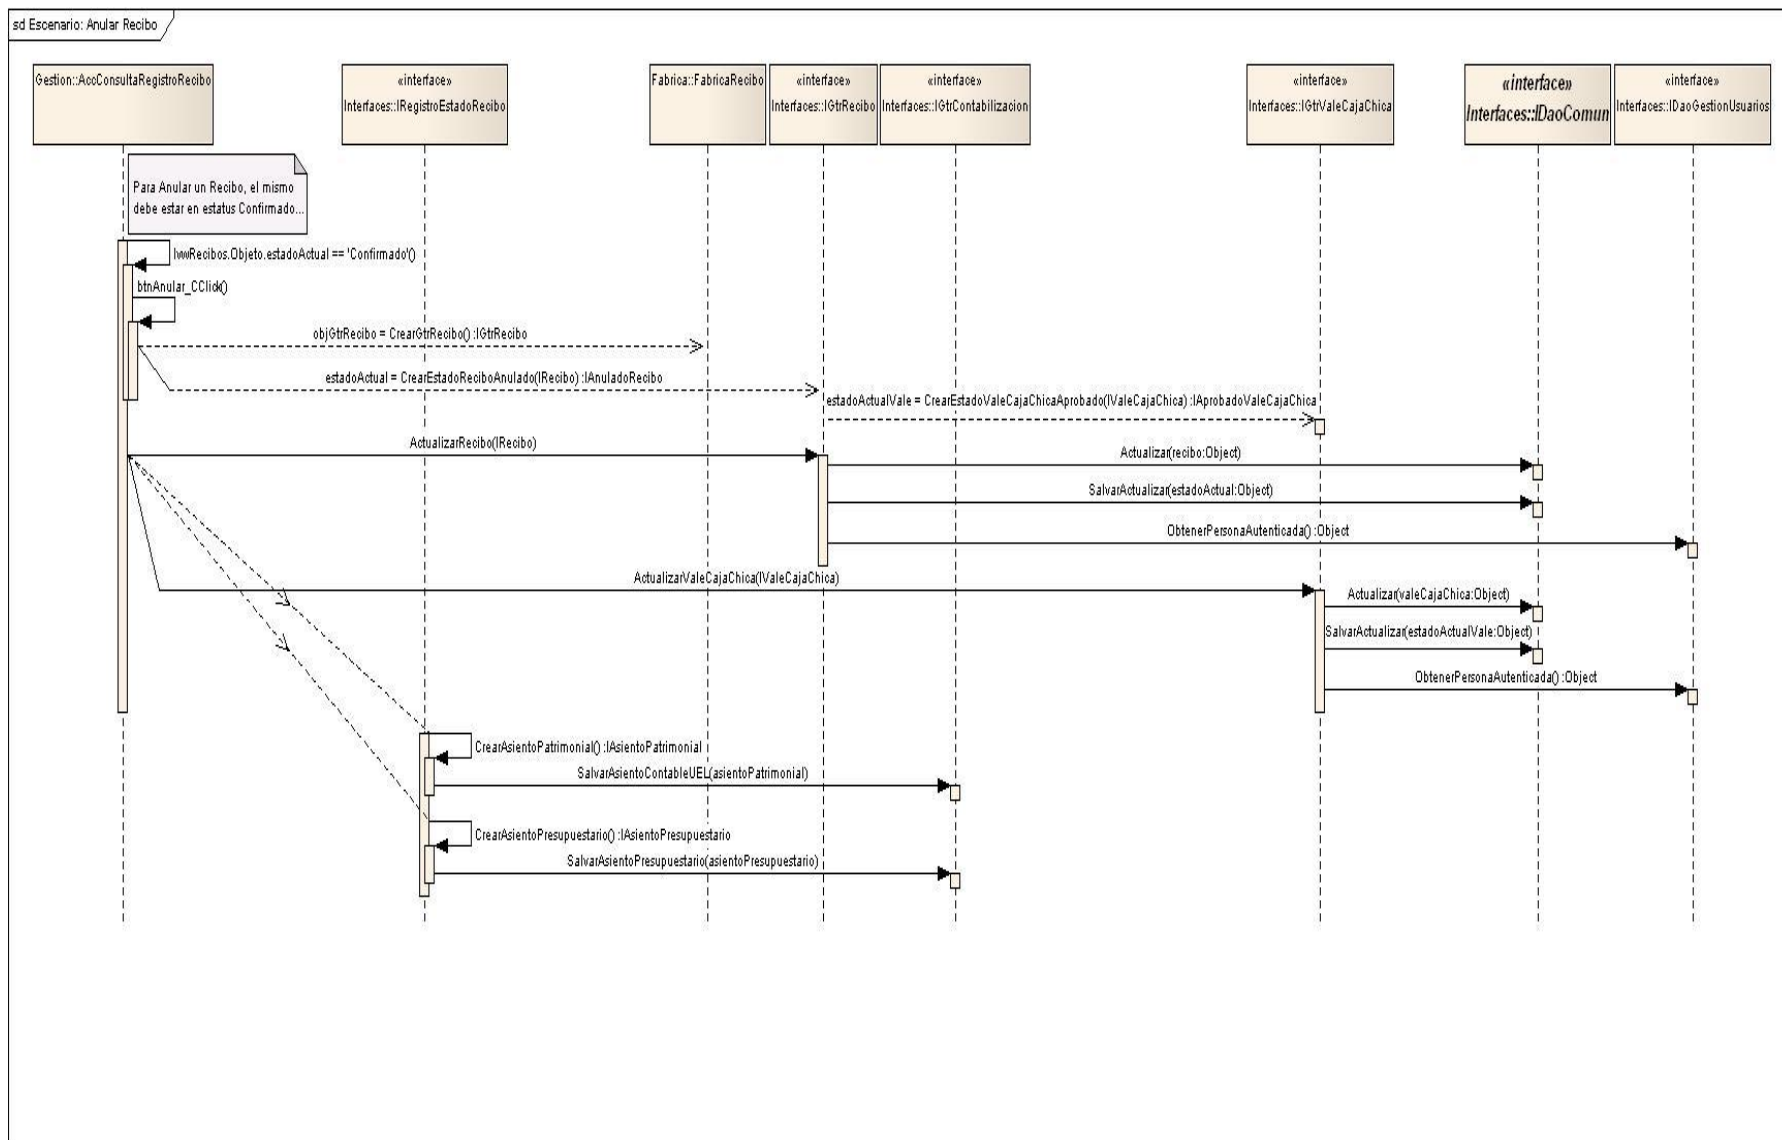 sd Escenario: Anular Recibo
Gestion::AccConsultaRegistroRecibo
«interface»
Interfaces::IRegistroEstadoRecibo
Fabrica::FabricaRecibo
«interface»
Interfaces::IGtrRecibo
«interface»
Interfaces::IGtrContabilizacion
«interface»
Interfaces::IGtrValeCajaChica
«interface»
Interfaces::IDaoComun
«interface»
Interfaces::IDaoGestionUsuarios
Para Anular un Recibo, el mismo
debe estar en estatus Confirmado...
lvwRecibos.Objeto.estadoActual == 'Confirmado'()
btnAnular_CClick()
objGtrRecibo = CrearGtrRecibo() :IGtrRecibo
estadoActual = CrearEstadoReciboAnulado(IRecibo) :IAnuladoRecibo
estadoActualVale = CrearEstadoValeCajaChicaAprobado(IValeCajaChica) :IAprobadoValeCajaChica
ActualizarRecibo(IRecibo)
Actualizar(recibo:Object)
SalvarActualizar(estadoActual:Object)
ObtenerPersonaAutenticada() :Object
ActualizarValeCajaChica(IValeCajaChica)
Actualizar(valeCajaChica:Object)
SalvarActualizar(estadoActualVale:Object)
ObtenerPersonaAutenticada() :Object
CrearAsientoPatrimonial() :IAsientoPatrimonial
SalvarAsientoContableUEL(asientoPatrimonial)
CrearAsientoPresupuestario() :IAsientoPresupuestario
SalvarAsientoPresupuestario(asientoPresupuestario)